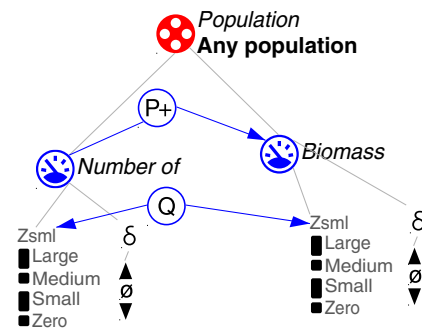 Population
Any population
P+
Number of
Biomass
Q
Zsml
δ
Large
Medium
ø
Small
Zero
Zsml
δ
Large
Medium
ø
Small
Zero